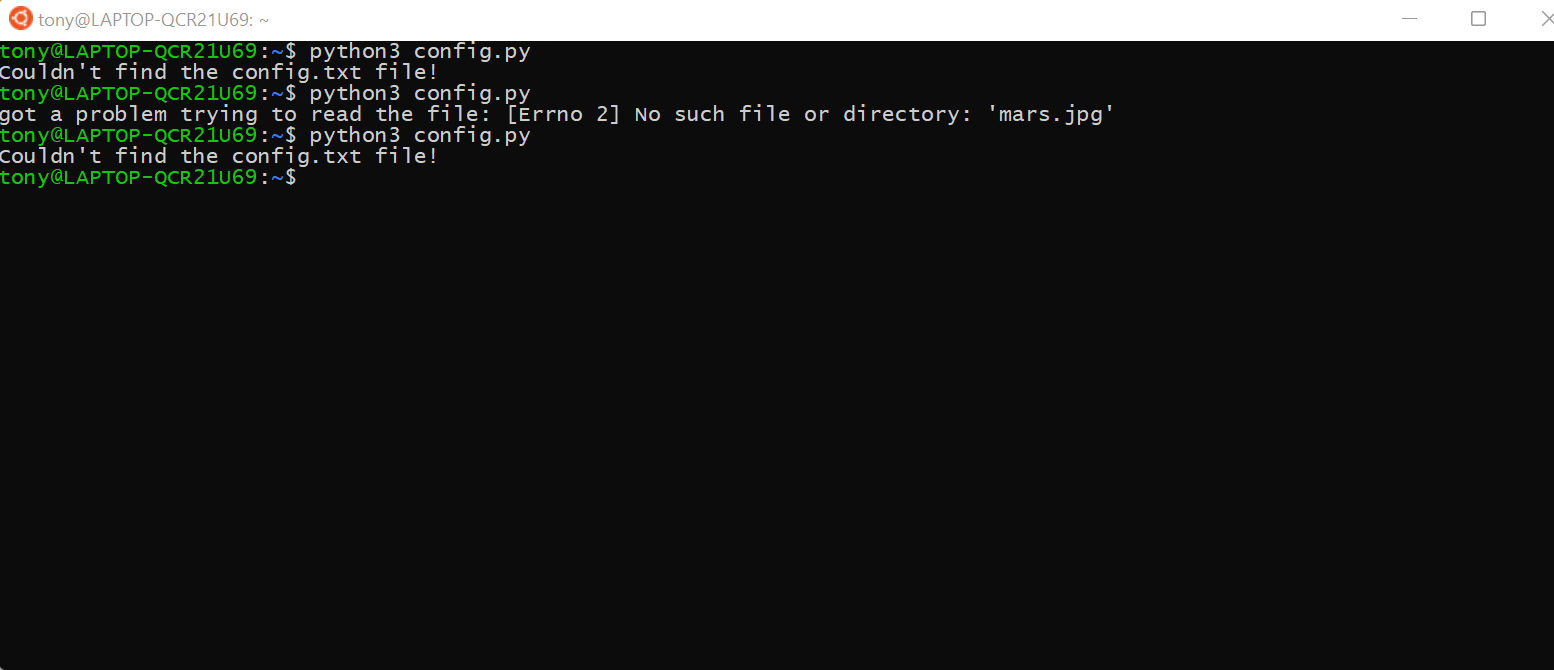 tony@LAPTOP-QCR21U69: ~
tony@LAPTOP-QCR21U69:~$ python3 config.py
Couldn't find the config.txt file!
tony@LAPTOP-QCR21U69:~$ python3 config.py
got a problem trying to read the file: [Errno 2] No such file or directory: 'mars.jpg'
tony@LAPTOP-QCR21U69:~$ python3 config.py
Couldn't find the config.txt file!
tony@LAPTOP-QCR21U69:~$